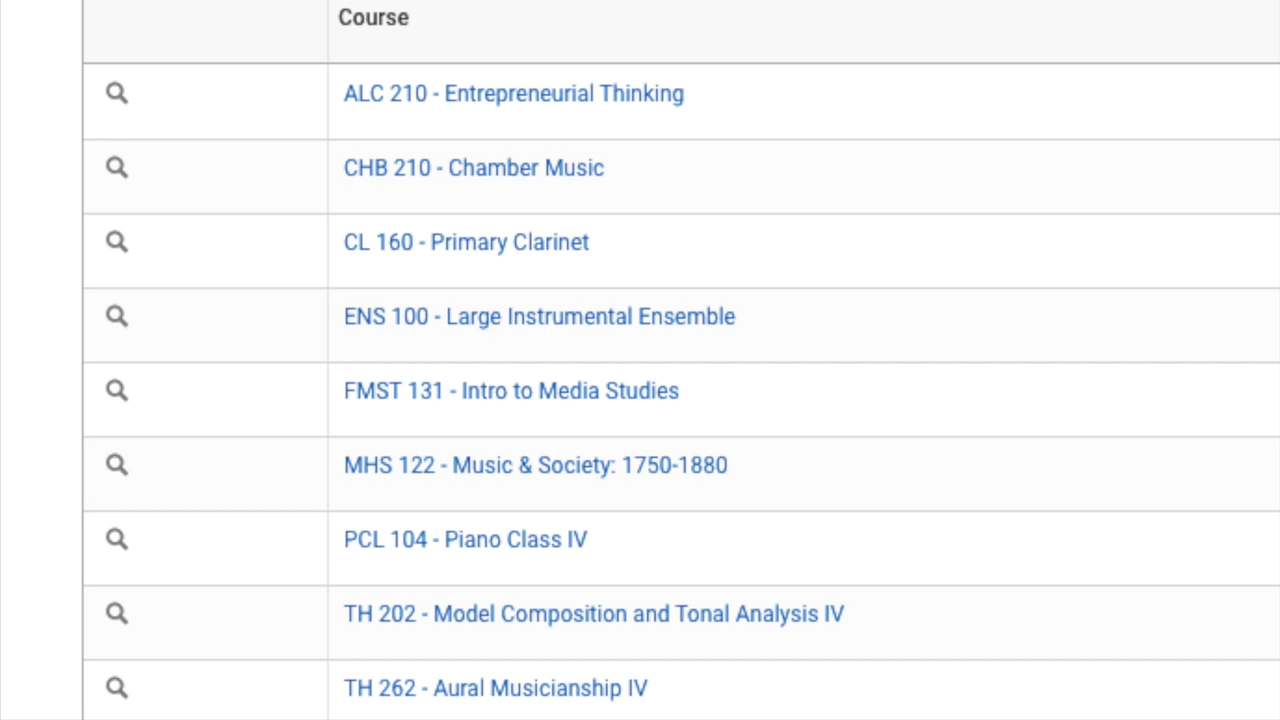 Course
ALC 210 - Entrepreneurial Thinking
CHB 210 - Chamber Music
CL 160 - Primary Clarinet
ENS 100 - Large Instrumental Ensemble
FMST 131 - Intro to Media Studies
MHS 122 - Music & Society: 1750-1880
PCL 104 - Piano Class IV
TH 202 - Model Composition and Tonal Analysis IV
TH 262 - Aural Musicianship IV